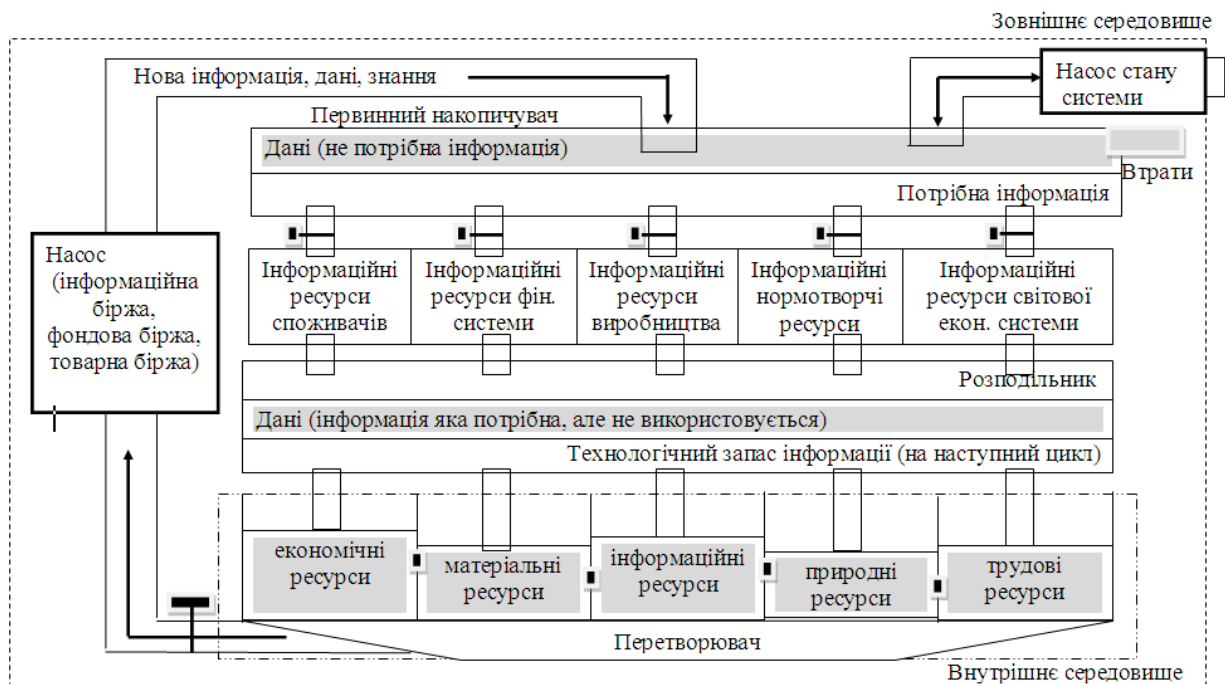 Зовнішнє середовище
Нова інформація, дані, знання
Насос стану
системи
Первинний накопичувач
Дані (не потрібна інформація)
Втрати
Потрібна інформація
Насос
(інформаційна
біржа,
фондова біржа,
товарна біржа)
Інформаційні
ресурси
споживачів
Інформаційні
ресурси фін.
системи
Інформаційні
ресурси
виробництва
Інформаційні
нормотворчі
ресурси
Інформаційні
ресурси світової
екон. системи
Розподільник
Дані (інформація яка потрібна, але не використовується)
Технологічний запас інформації (на наступний цикл)
економічні
ресурси
матеріальні
ресурси
інформаційні
ресурси
природні
ресурси
трудові
ресурси
Перетворювач
Внутрішнє середовище